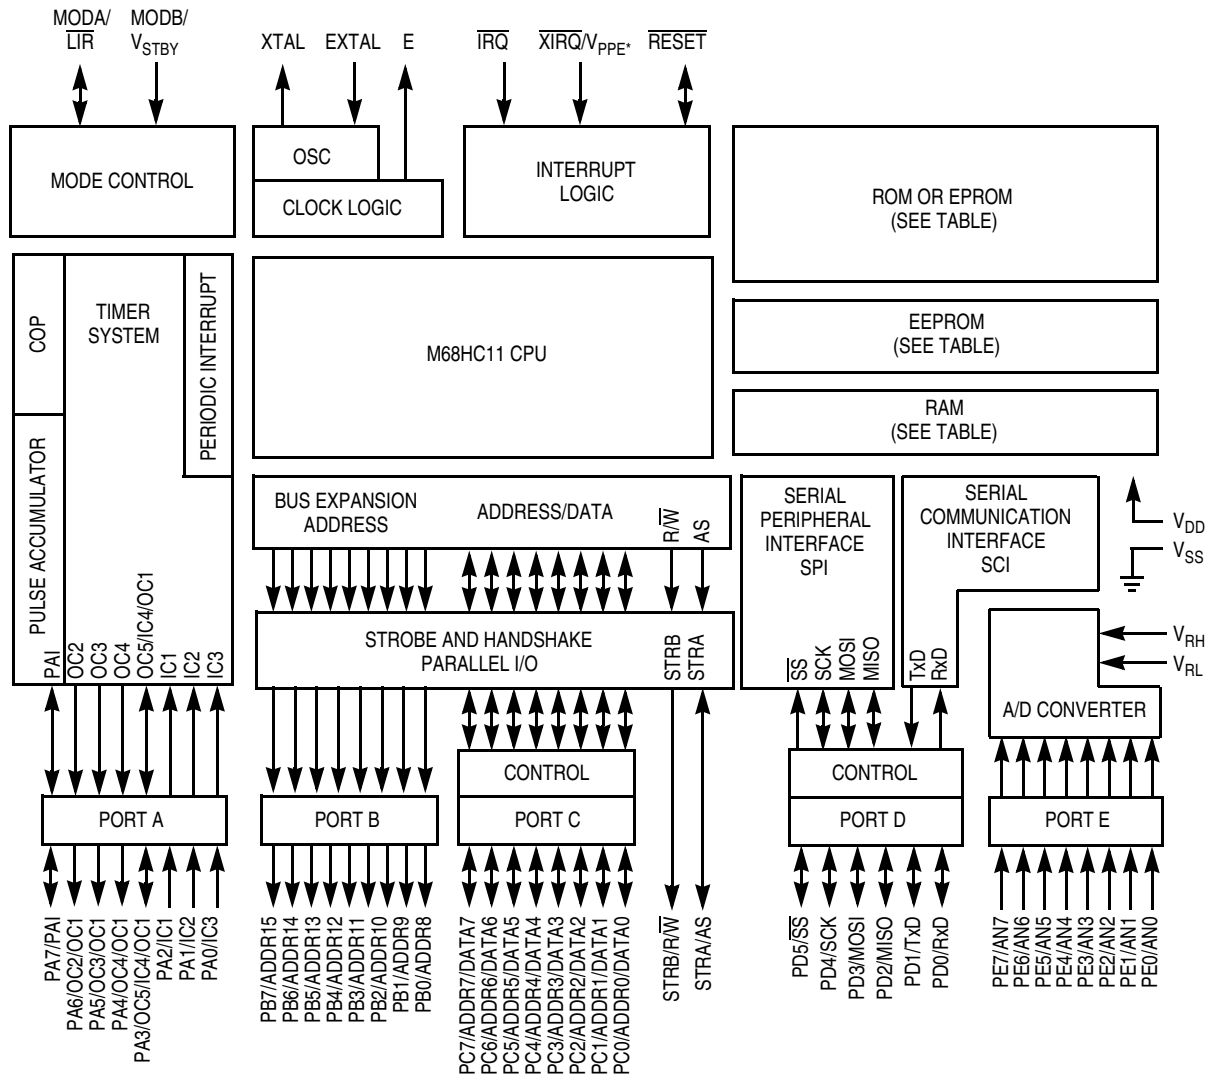 MODA/
LIR
MODB/
VSTBY
XTAL
EXTAL
E
IRQ
XIRQ/VPPE*
RESET
MODE CONTROL
OSC
CLOCK LOGIC
INTERRUPT
LOGIC
ROM OR EPROM
(SEE TABLE)
COP
TIMER
SYSTEM
PERIODIC INTERRUPT
M68HC11 CPU
EEPROM
(SEE TABLE)
RAM
(SEE TABLE)
PULSE ACCUMULATOR
PAI
OC2
OC3
OC4
OC5/IC4/OC1
IC1
IC2
IC3
BUS EXPANSION
ADDRESS
ADDRESS/DATA
R/W
AS
SERIAL
PERIPHERAL
INTERFACE
SPI
SERIAL
COMMUNICATION
INTERFACE
SCI
VDD
VSS
STROBE AND HANDSHAKE
PARALLEL I/O
STRB
STRA
SS
SCK
MOSI
MISO
TxD
RxD
VRH
VRL
A/D CONVERTER
CONTROL
CONTROL
PORT A
PORT B
PORT C
PORT D
PORT E
PA7/PAI
PA6/OC2/OC1
PA5/OC3/OC1
PA4/OC4/OC1
PA3/OC5/IC4/OC1
PA2/IC1
PA1/IC2
PA0/IC3
PB7/ADDR15
PB6/ADDR14
PB5/ADDR13
PB4/ADDR12
PB3/ADDR11
PB2/ADDR10
PB1/ADDR9
PB0/ADDR8
PC7/ADDR7/DATA7
PC6/ADDR6/DATA6
PC5/ADDR5/DATA5
PC4/ADDR4/DATA4
PC3/ADDR3/DATA3
PC2/ADDR2/DATA2
PC1/ADDR1/DATA1
PC0/ADDR0/DATA0
STRB/R/W
STRA/AS
PD5/SS
PD4/SCK
PD3/MOSI
PD2/MISO
PD1/TxD
PD0/RxD
PE7/AN7
PE6/AN6
PE5/AN5
PE4/AN4
PE3/AN3
PE2/AN2
PE1/AN1
PE0/AN0